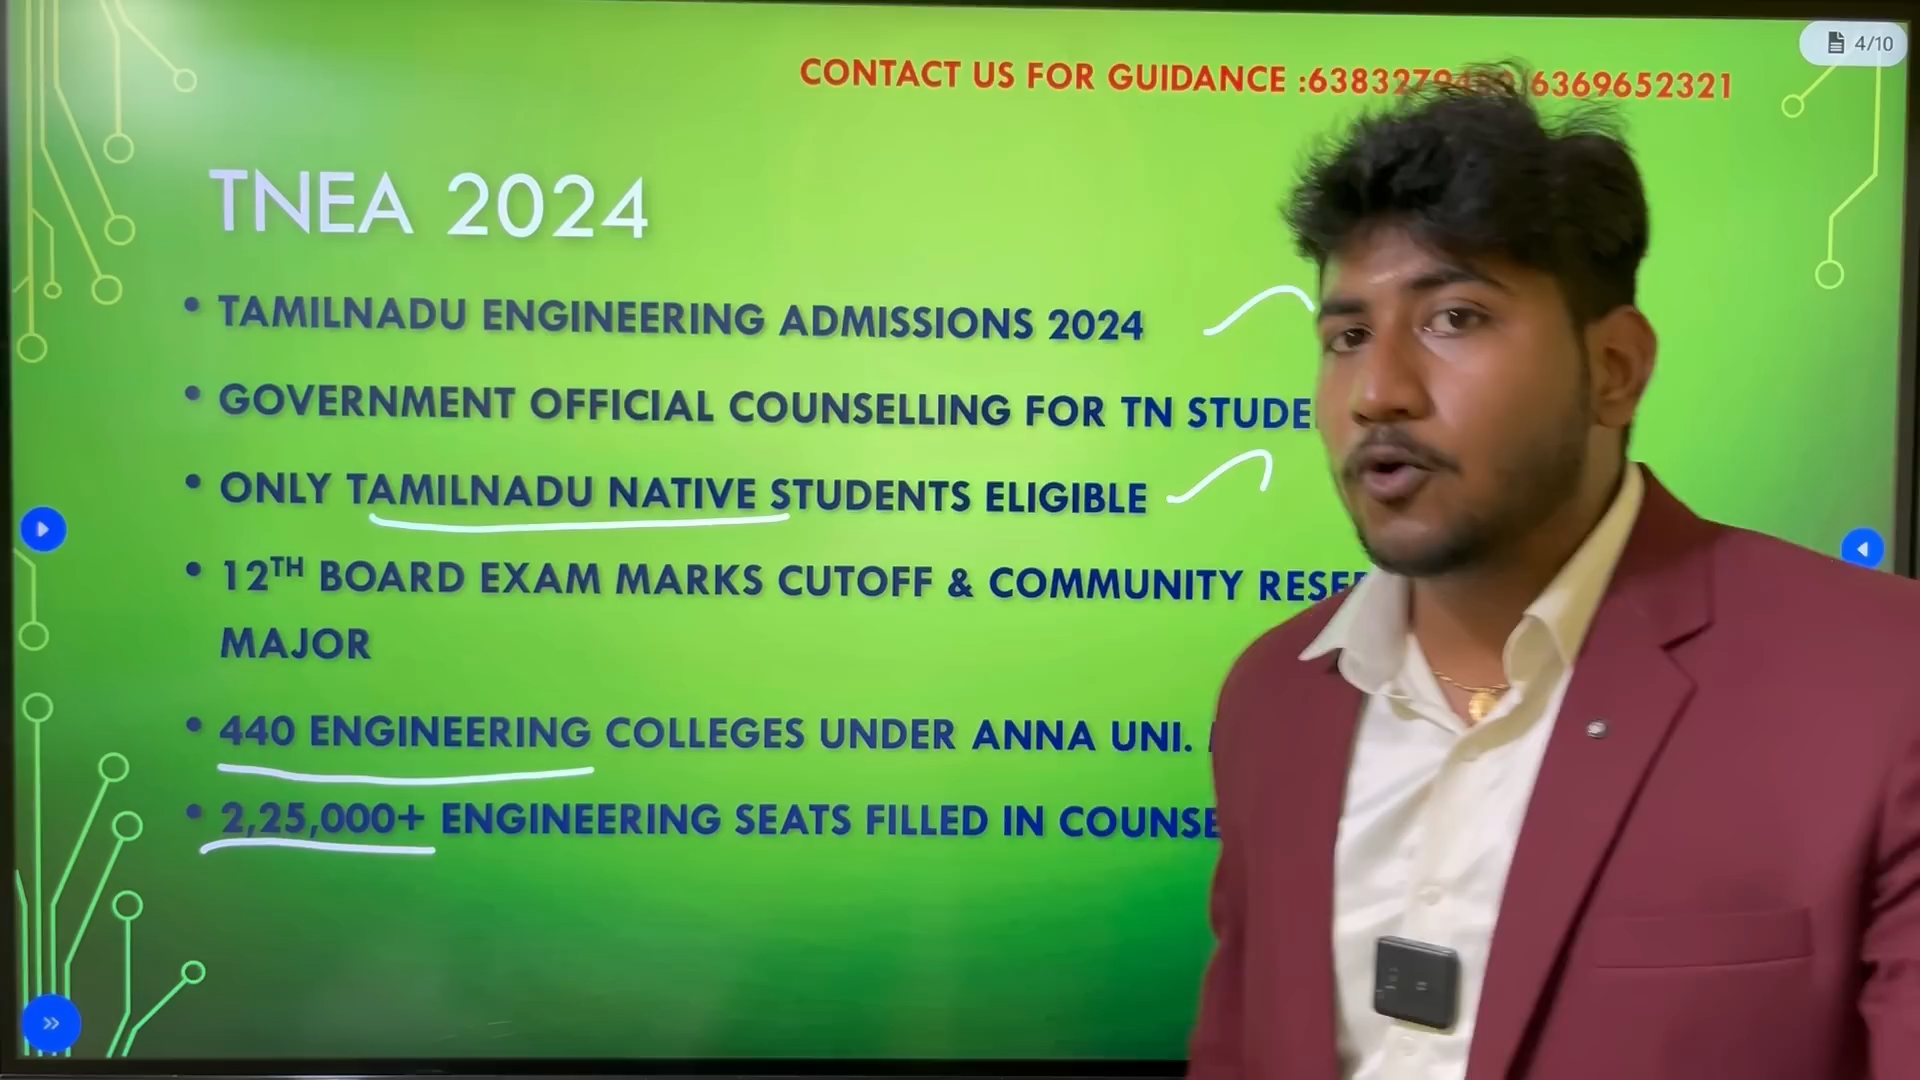 4/10
CONTACT US FOR GUIDANCE : /6369652321
TNEA 2024
• TAMILNADU ENGINEERING ADMISSIONS 2024
• GOVERNMENT OFFICIAL COUNSELLING FOR TN
• ONLY TAMILNADU NATIVE STUDENTS ELIGIBLE
• 12TH BOARD EXAM MARKS CUTOFF & COMMUNITY
MAJOR
• 440 ENGINEERING COLLEGES UNDER ANNA UNI.
• 2,25,000+ ENGINEERING SEATS FILLED IN